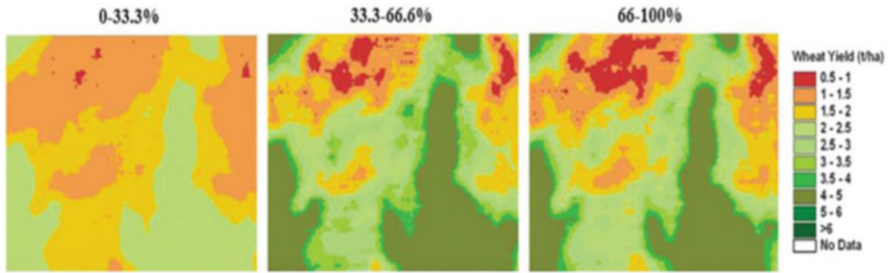 0-33.3%
33.3-66.6%
66-100%
Wheat Yield (t/ha)
0.5 - 1
1 - 1.5
1.5 - 2
2 - 2.5
2.5 - 3
3 - 3.5
3.5 - 4
4 - 5
5 - 6
>6
No Data